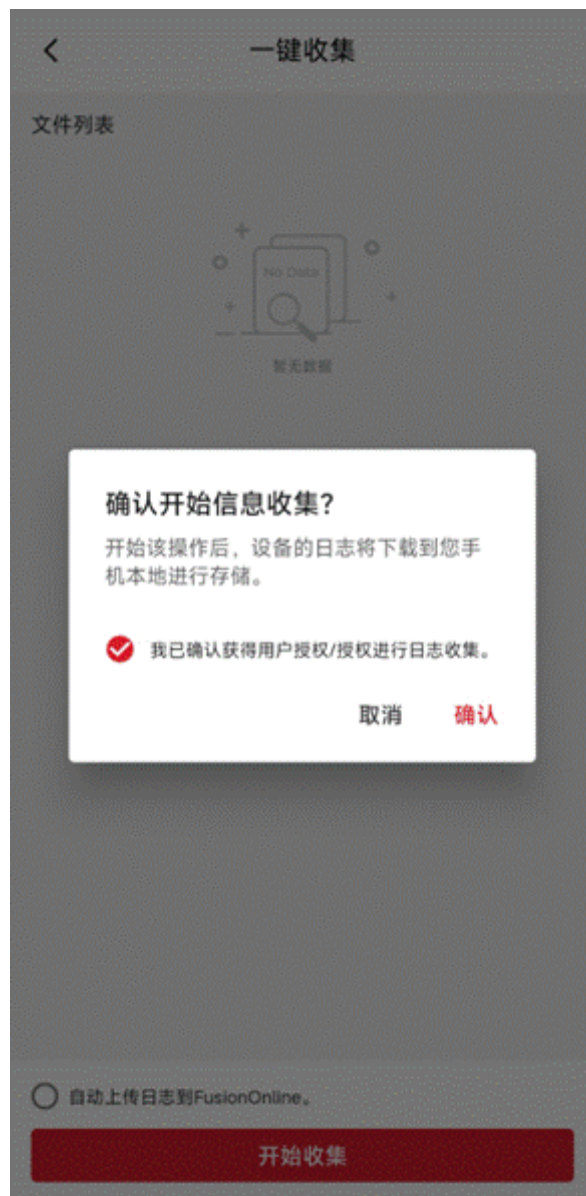 一键收集
文件列表
No Data
暂无数据
确认开始信息收集？
开始该操作后，设备的日志将下载到您手
机本地进行存储。
我已确认获得用户授权/授权进行日志收集。
取消 确认
自动上传日志到FusionOnline。
开始收集